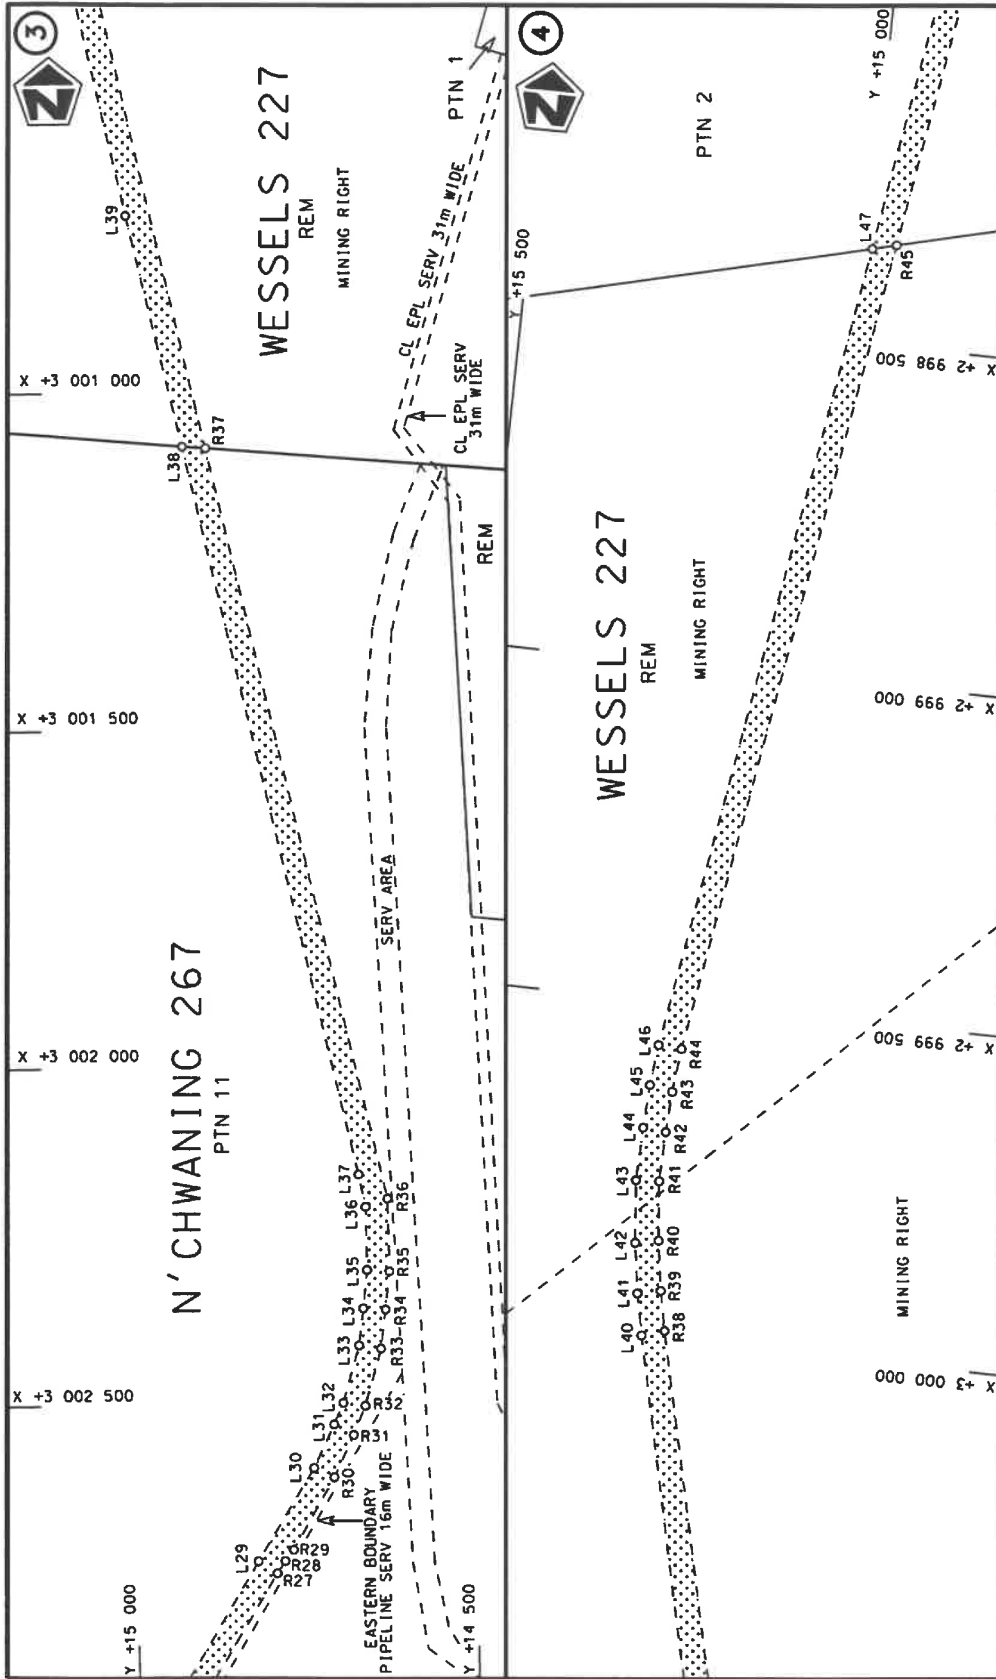 3
N
L39
WESSELS 227
REM
MINING RIGHT
PTN 1
CL EPL SERV 31m WIDE
CL EPL SERV
31m WIDE
X +3 001 000
L38
R37
REM
X +3 001 500
SERV AREA
N'CHWANING 267
PTN 11
X +3 002 000
L37
L36
R36
L35
R35
L34
R34
L33
R33
X +3 002 500
L32
R32
L31
R31
L30
R30
EASTERN BOUNDARY
PIPELINE SERV 16m WIDE
L29
R29
R28
R27
Y +15 000
Y +14 500
4
N
Y +15 000
PTN 2
Y +15 500
L47
R45
X +2 998 500
WESSELS 227
REM
MINING RIGHT
X +2 999 000
X +2 999 500
L46
R44
L45
R43
L44
R42
L43
R41
L42
R40
L41
R39
L40
R38
MINING RIGHT
X +3 000 000